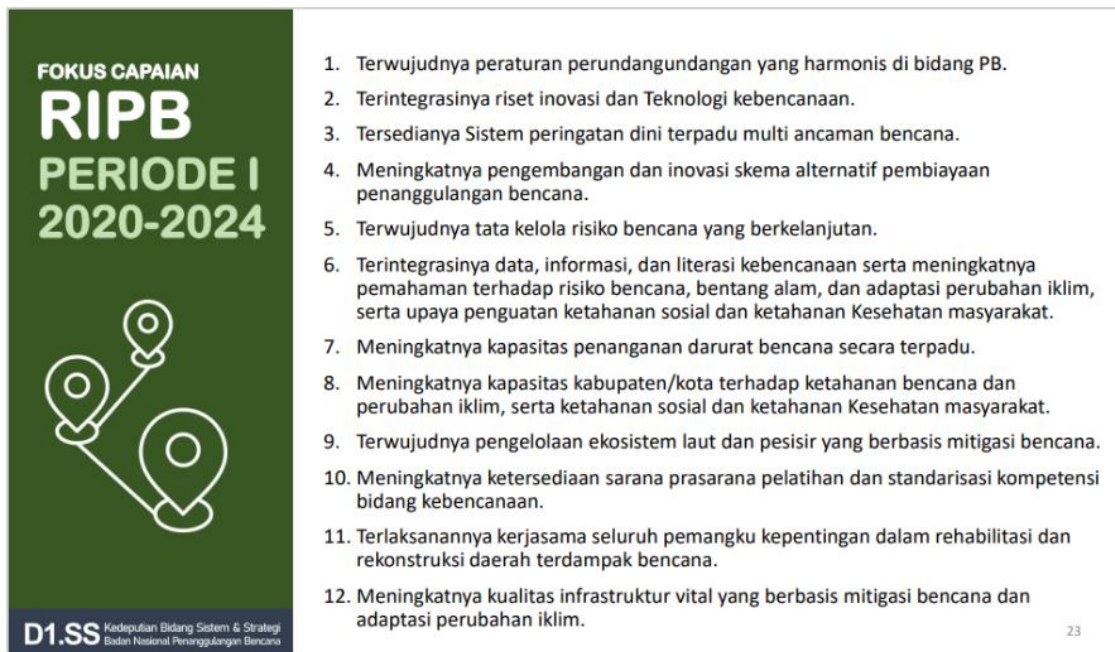 FOKUS CAPAIAN
RIPB
PERIODE I
2020-2024
D1.SS Kedeputian Bidang Sistem & Strategi
Badan Nasional Penanggulangan Bencana
1. Terwujudnya peraturan perundangundangan yang harmonis di bidang PB.
2. Terintegrasinya riset inovasi dan Teknologi kebencanaan.
3. Tersedianya Sistem peringatan dini terpadu multi ancaman bencana.
4. Meningkatnya pengembangan dan inovasi skema alternatif pembiayaan
penanggulangan bencana.
5. Terwujudnya tata kelola risiko bencana yang berkelanjutan.
6. Terintegrasinya data, informasi, dan literasi kebencanaan serta meningkatnya
pemahaman terhadap risiko bencana, bentang alam, dan adaptasi perubahan iklim,
serta upaya penguatan ketahanan sosial dan ketahanan Kesehatan masyarakat.
7. Meningkatnya kapasitas penanganan darurat bencana secara terpadu.
8. Meningkatnya kapasitas kabupaten/kota terhadap ketahanan bencana dan
perubahan iklim, serta ketahanan sosial dan ketahanan Kesehatan masyarakat.
9. Terwujudnya pengelolaan ekosistem laut dan pesisir yang berbasis mitigasi bencana.
10. Meningkatnya ketersediaan sarana prasarana pelatihan dan standarisasi kompetensi
bidang kebencanaan.
11. Terlaksanannya kerjasama seluruh pemangku kepentingan dalam rehabilitasi dan
rekonstruksi daerah terdampak bencana.
12. Meningkatnya kualitas infrastruktur vital yang berbasis mitigasi bencana dan
adaptasi perubahan iklim.
23